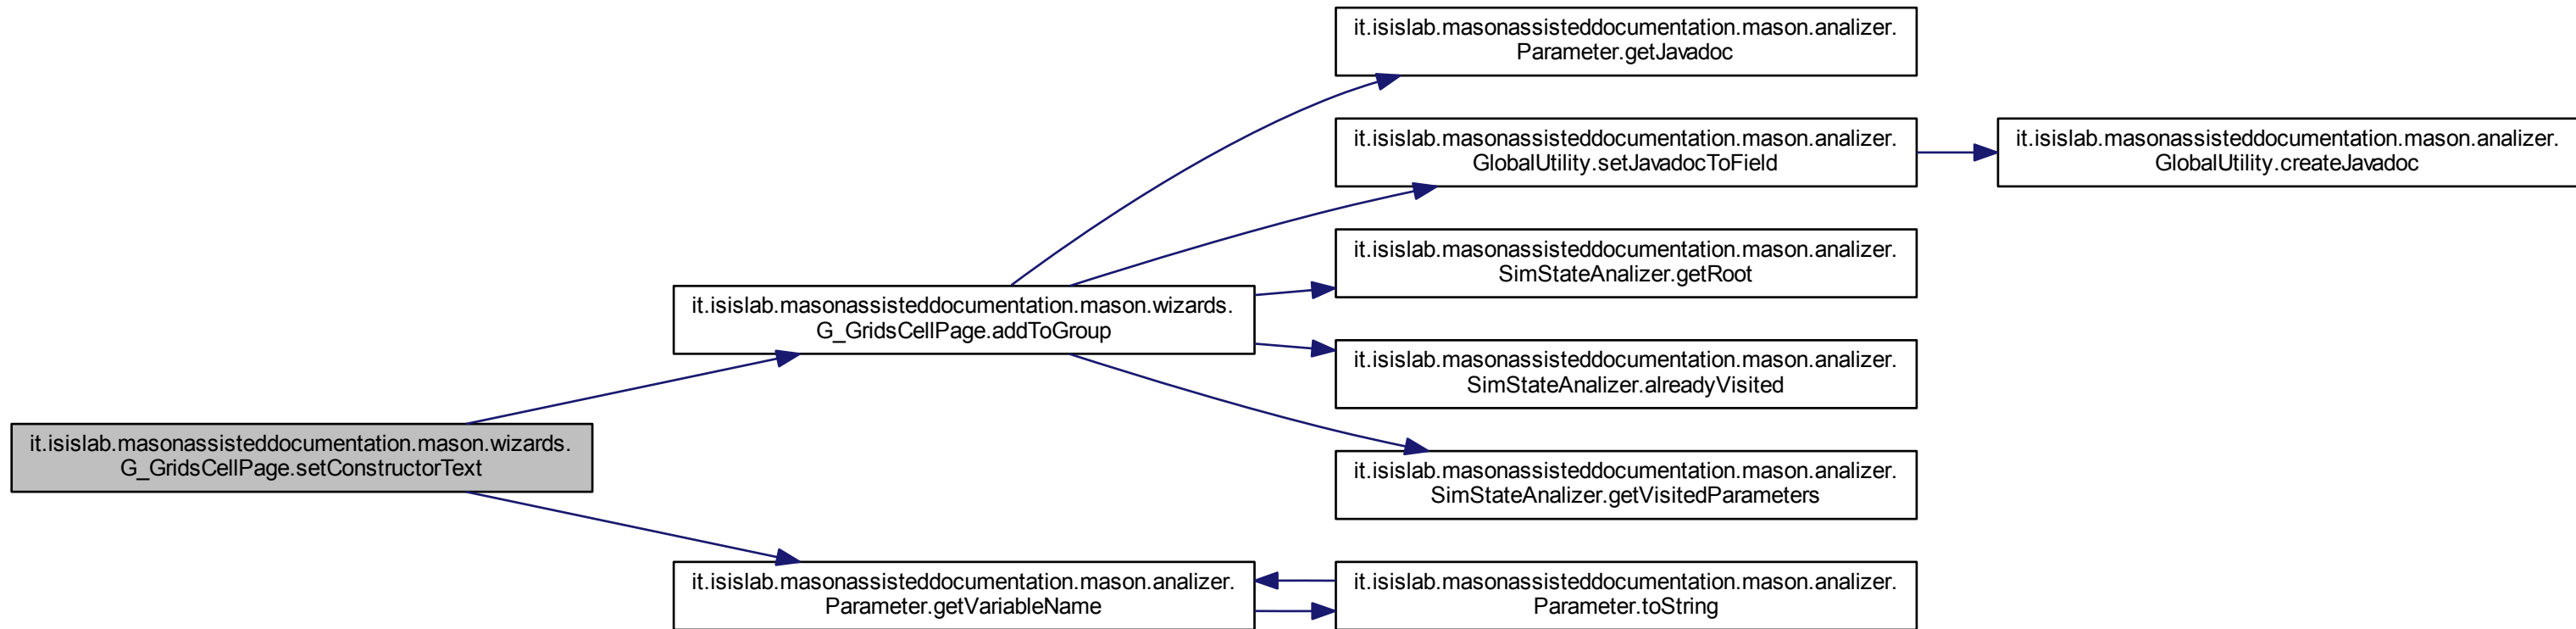 it.isislab.masonassisteddocumentation.mason.analizer.
Parameter.getJavadoc
it.isislab.masonassisteddocumentation.mason.analizer.
GlobalUtility.setJavadocToField
it.isislab.masonassisteddocumentation.mason.analizer.
GlobalUtility.createJavadoc
it.isislab.masonassisteddocumentation.mason.analizer.
SimStateAnalizer.getRoot
it.isislab.masonassisteddocumentation.mason.wizards.
G_GridsCellPage.addToGroup
it.isislab.masonassisteddocumentation.mason.analizer.
SimStateAnalizer.alreadyVisited
it.isislab.masonassisteddocumentation.mason.wizards.
G_GridsCellPage.setConstructorText
it.isislab.masonassisteddocumentation.mason.analizer.
SimStateAnalizer.getVisitedParameters
it.isislab.masonassisteddocumentation.mason.analizer.
Parameter.getVariableName
it.isislab.masonassisteddocumentation.mason.analizer.
Parameter.toString